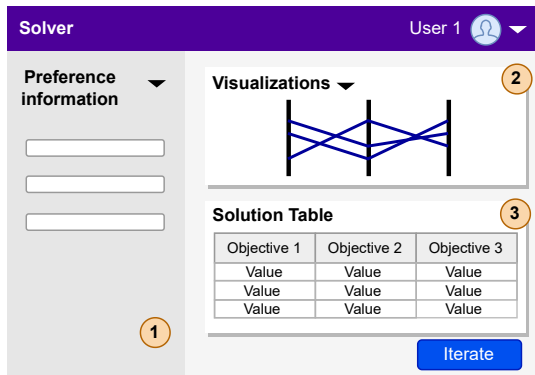 Solver
User 1
Preference
information
1
Visualizations
2
Solution Table
3
Objective 1 Objective 2 Objective 3
Value Value Value
Value Value Value
Value Value Value
Iterate